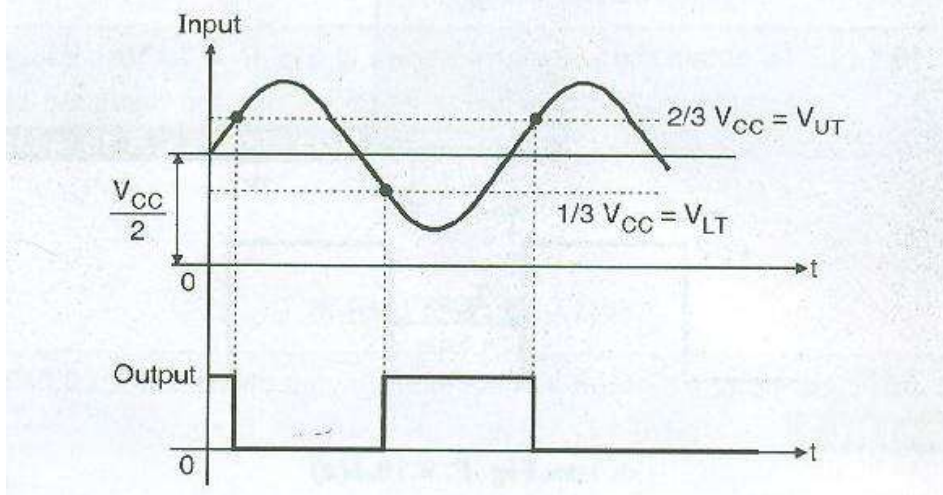 Input
2/3 V_CC = V_UT
V_CC
2
1/3 V_CC = V_LT
0
t
Output
0
t